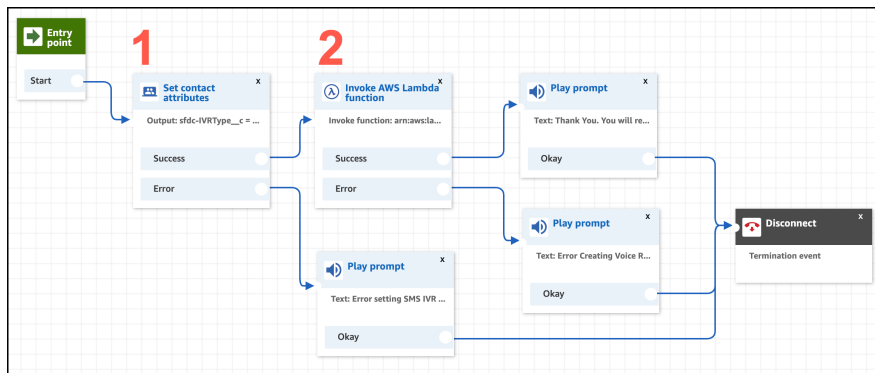 Entry
point
Start
1
Set contact
attributes
x
Output: sfdc-IVRType__c = ...
Success
Error
2
Invoke AWS Lambda
function
x
Invoke function: arn:aws:la...
Success
Error
Play prompt
x
Text: Thank You. You will re...
Okay
Play prompt
x
Text: Error Creating Voice R...
Okay
Play prompt
x
Text: Error setting SMS IVR ...
Okay
Disconnect
x
Termination event